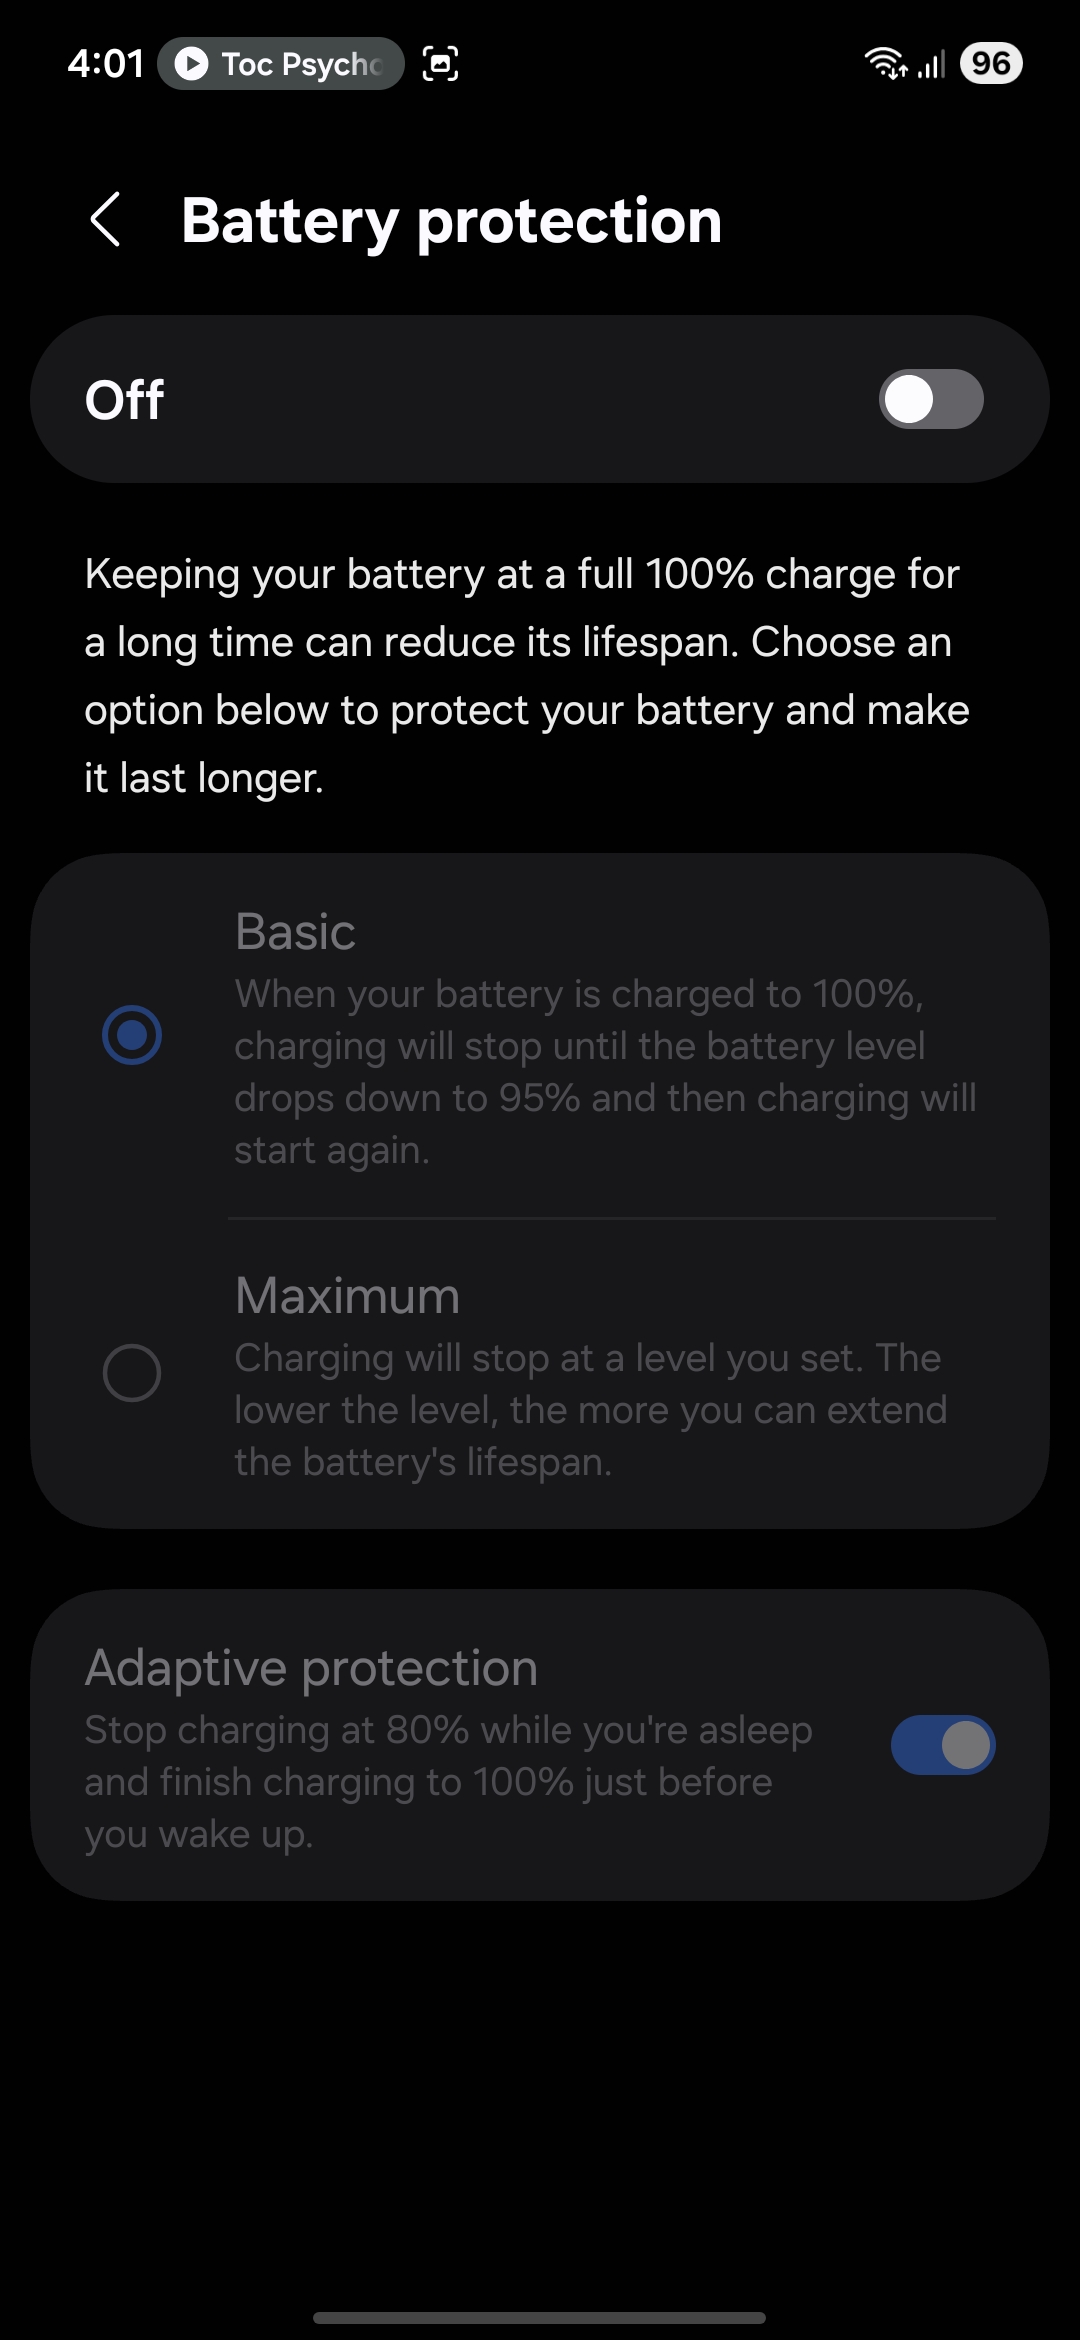 4:01 Toc Psycho 96
Battery protection
Off
Keeping your battery at a full 100% charge for
a long time can reduce its lifespan. Choose an
option below to protect your battery and make
it last longer.
Basic
When your battery is charged to 100%,
charging will stop until the battery level
drops down to 95% and then charging will
start again.
Maximum
Charging will stop at a level you set. The
lower the level, the more you can extend
the battery's lifespan.
Adaptive protection
Stop charging at 80% while you're asleep
and finish charging to 100% just before
you wake up.